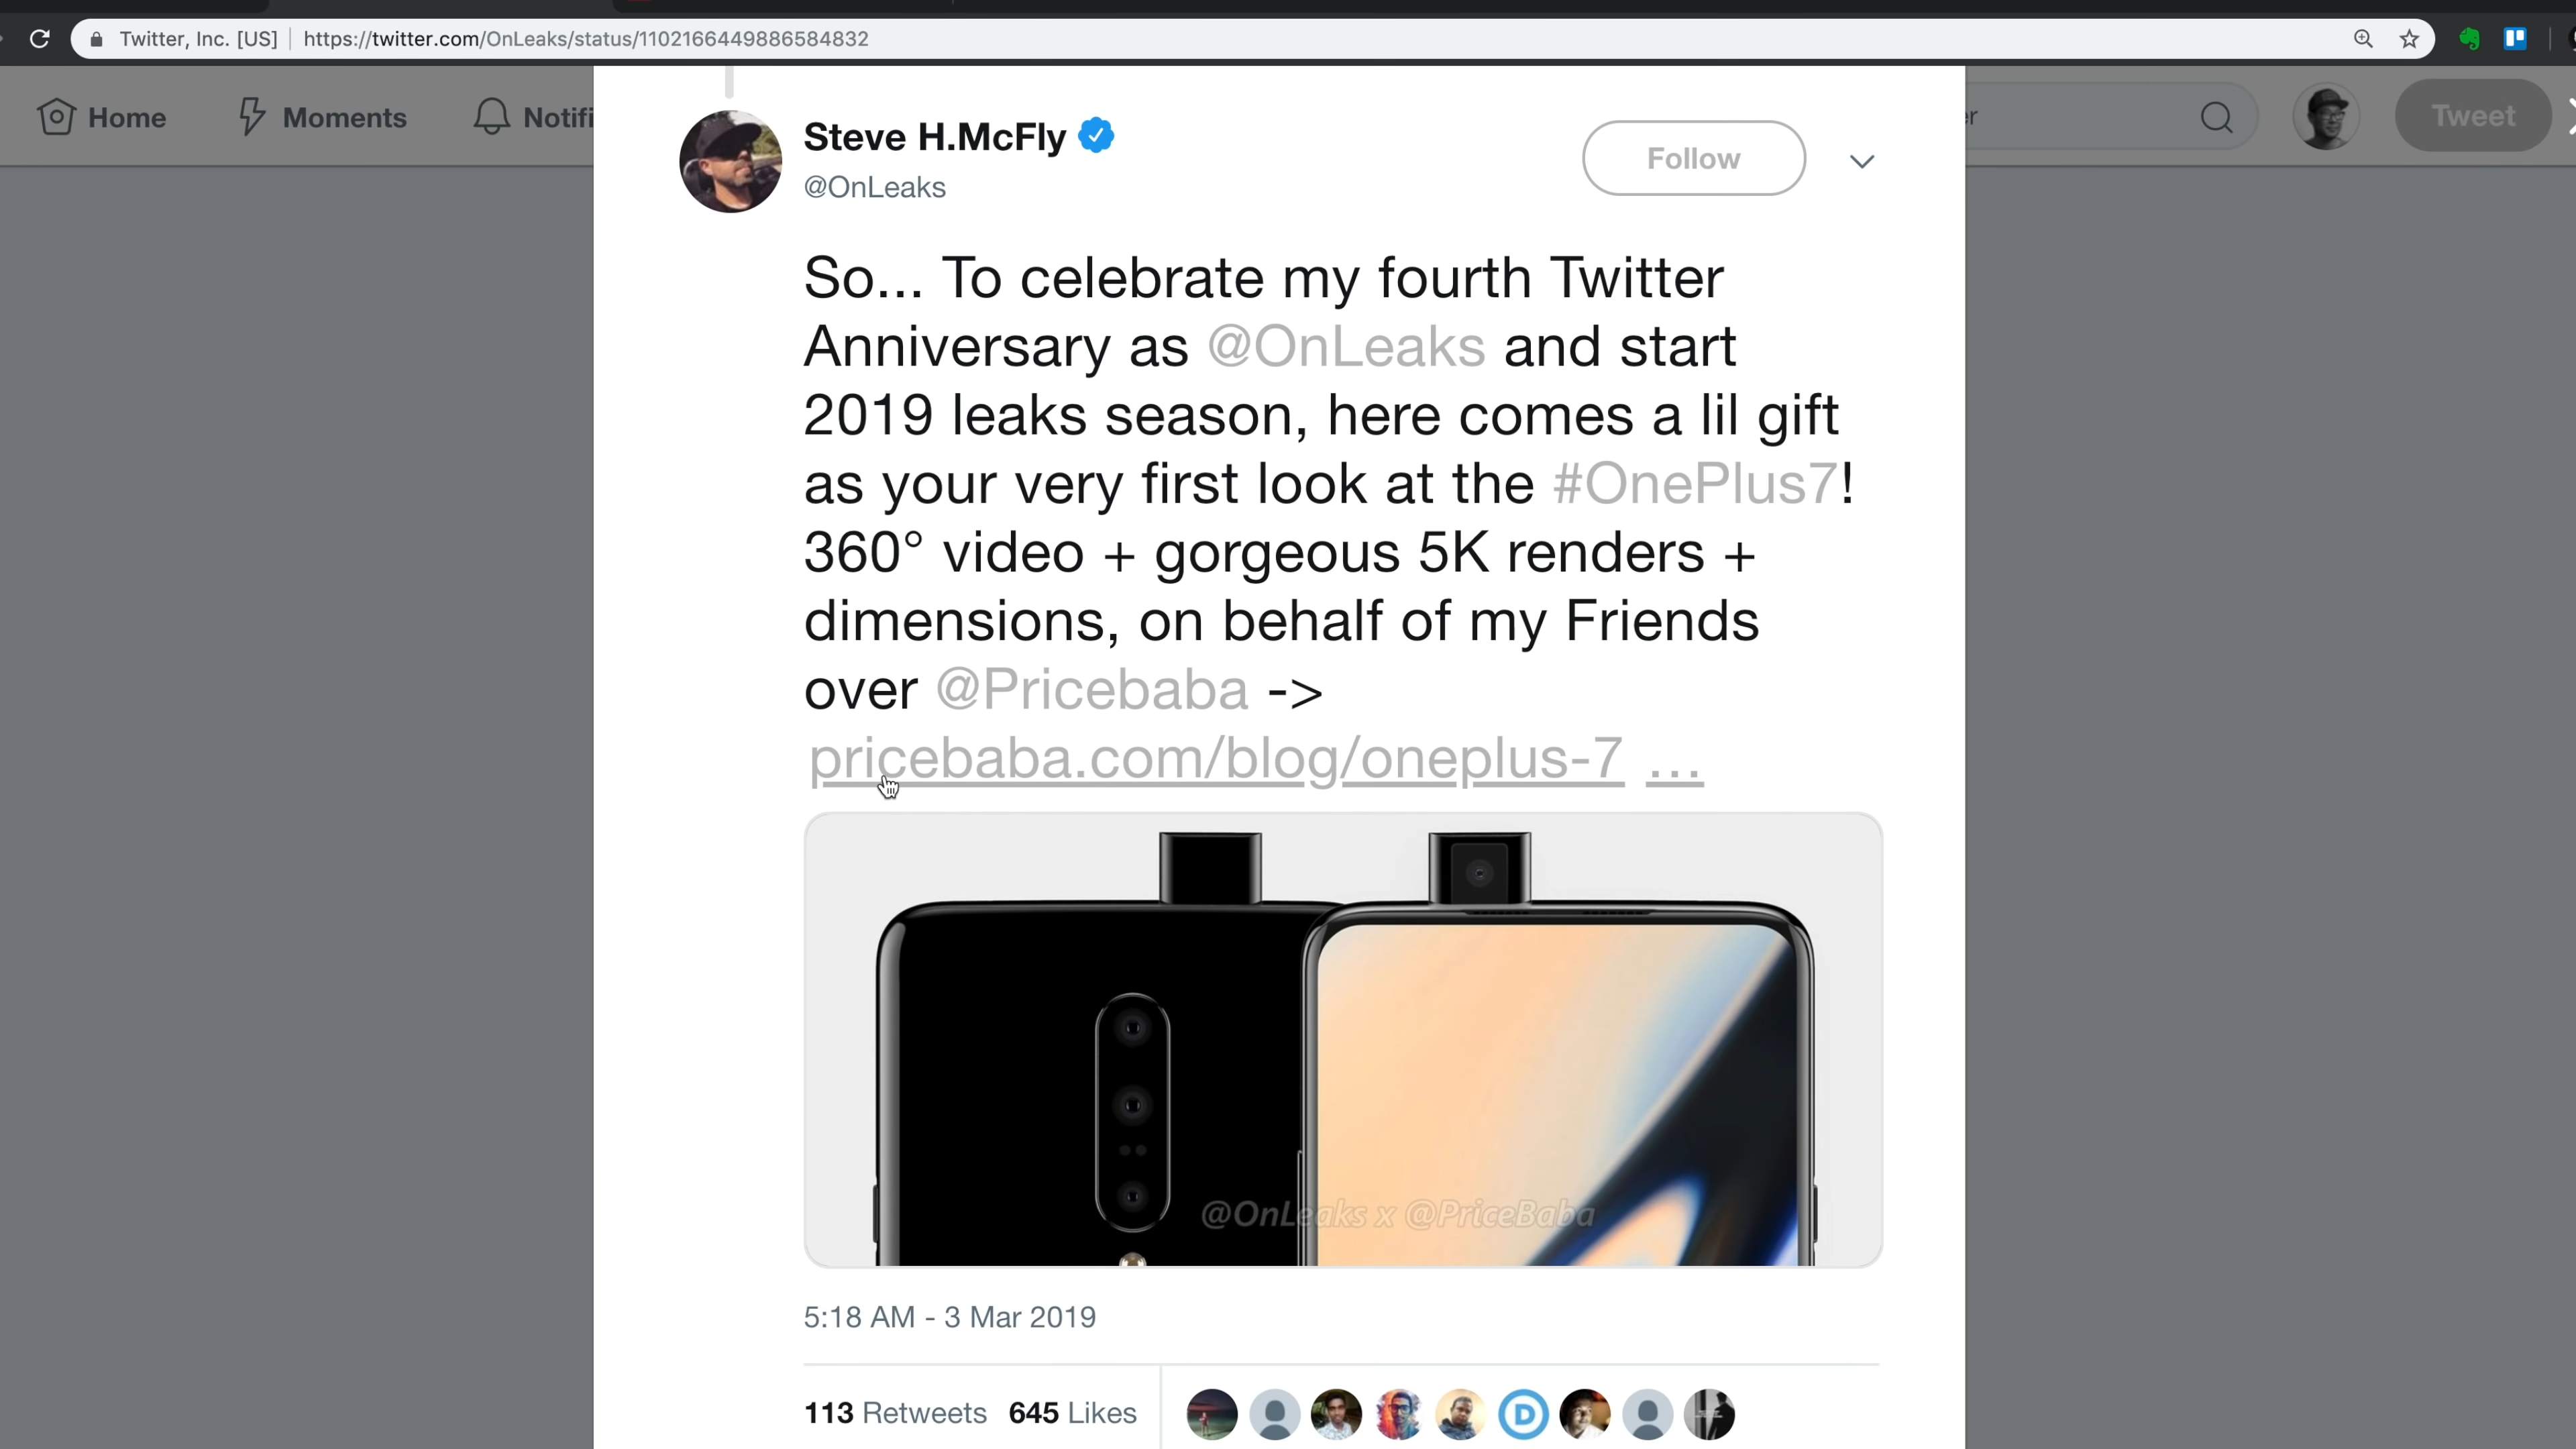 Twitter, Inc. [US] https://twitter.com/OnLeaks/status/1102166449886584832
Home Moments Notifi er Tweet
Steve H.McFly
@OnLeaks
Follow
So... To celebrate my fourth Twitter
Anniversary as @OnLeaks and start
2019 leaks season, here comes a lil gift
as your very first look at the #OnePlus7!
360° video + gorgeous 5K renders +
dimensions, on behalf of my Friends
over @Pricebaba ->
pricebaba.com/blog/oneplus-7 ...
@OnLeaks x @PriceBaba
5:18 AM - 3 Mar 2019
113 Retweets 645 Likes
D